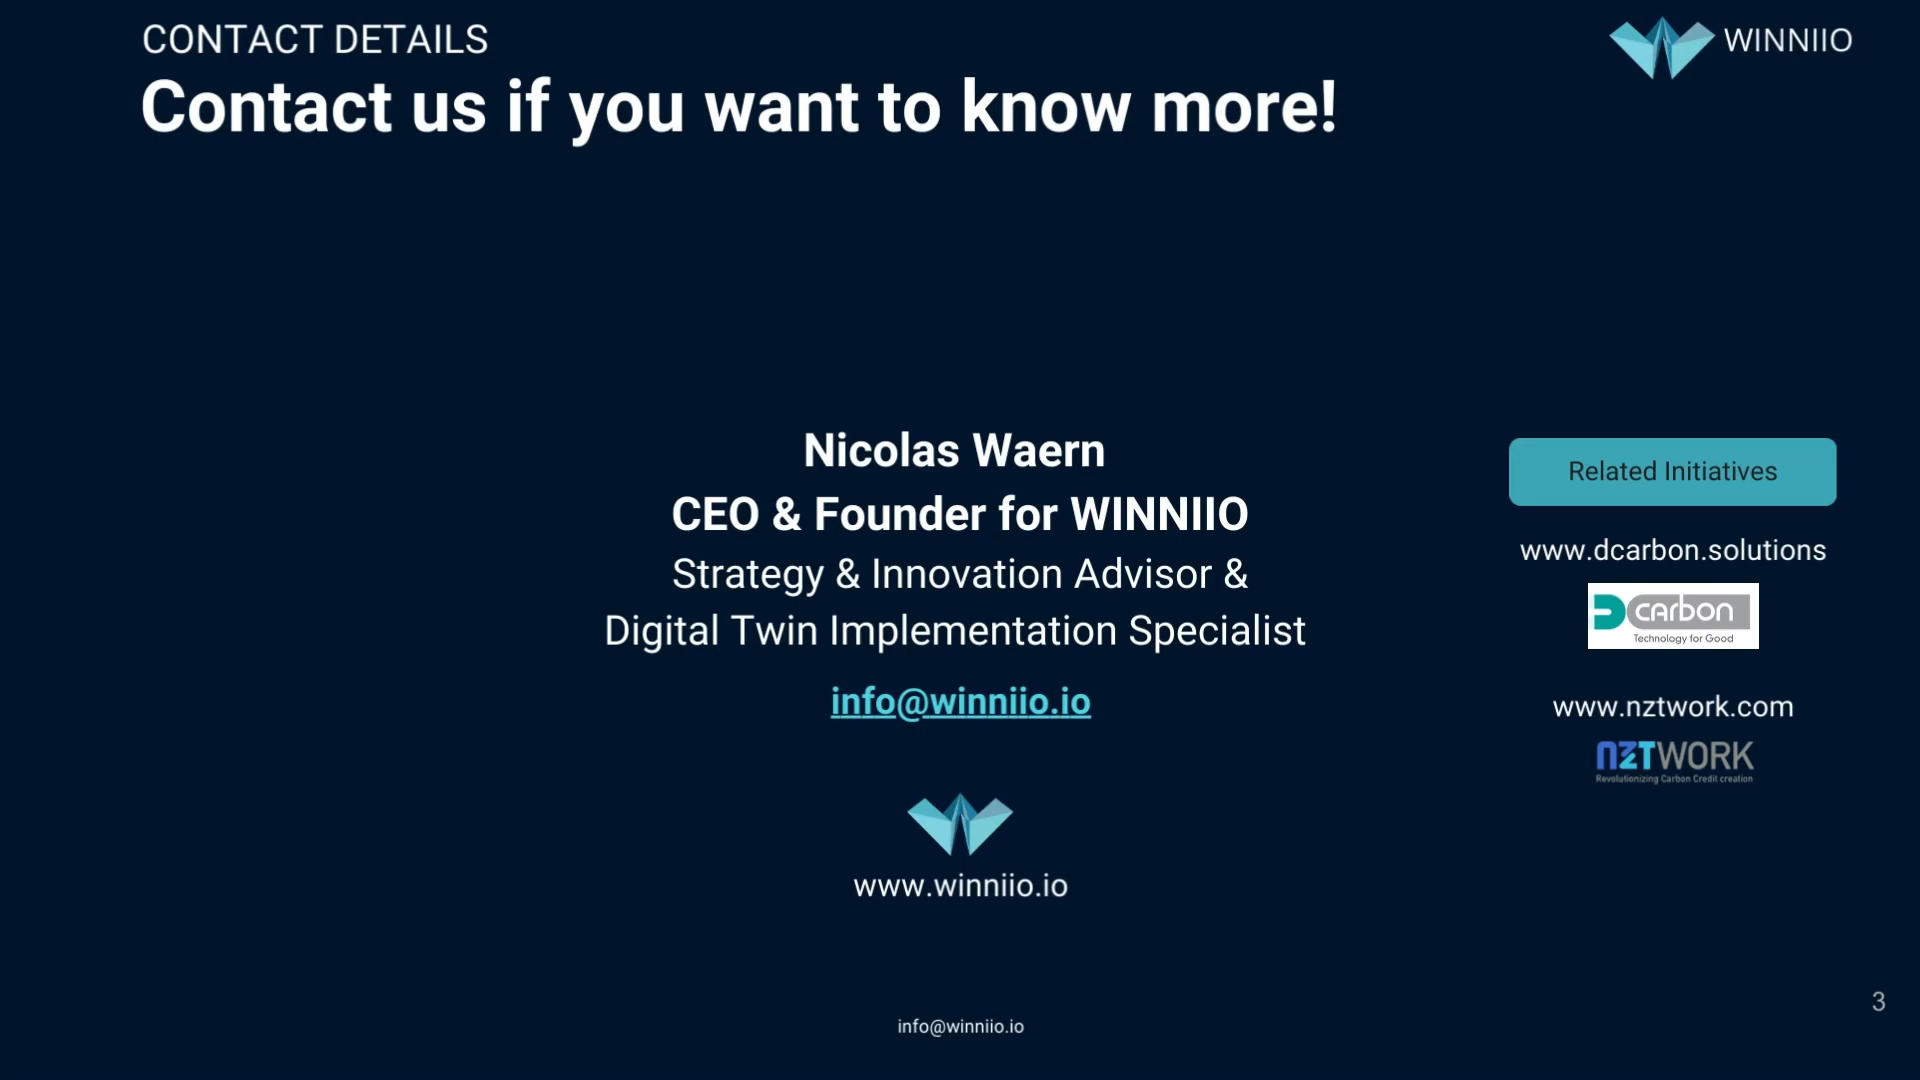 CONTACT DETAILS
Contact us if you want to know more!
WINNIIO
Nicolas Waern
CEO & Founder for WINNIIO
Strategy & Innovation Advisor &
Digital Twin Implementation Specialist
info@winniio.io
www.winniio.io
Related Initiatives
www.dcarbon.solutions
Dcarbon
Technology for Good
www.nztwork.com
nzTWORK
Revolutionizing Carbon Credit creation
info@winniio.io
3